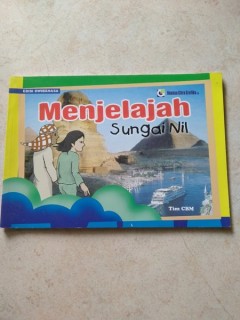 Menjelajah
Sungai Nil
Tim CBM